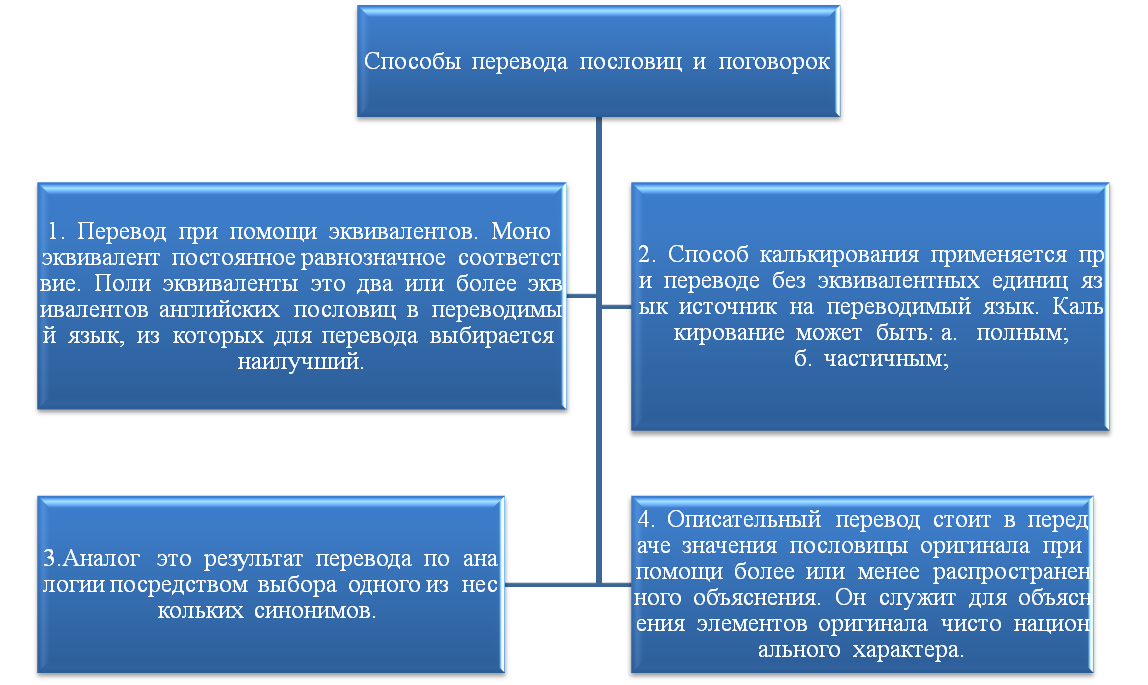 Способы перевода пословиц и поговорок
1. Перевод при помощи эквивалентов. Моно
эквивалент постоянное равнозначное соответст
вие. Поли эквиваленты это два или более экв
ивалентов английских пословиц в переводимы
й язык, из которых для перевода выбирается
наилучший.
2. Способ калькирования применяется пр
и переводе без эквивалентных единиц яз
ык источник на переводимый язык. Каль
кирование может быть: а. полным;
б. частичным;
3.Аналог это результат перевода по ана
логии посредством выбора одного из нес
кольких синонимов.
4. Описательный перевод стоит в перед
аче значения пословицы оригинала при
помощи более или менее распространен
ного объяснения. Он служит для объясн
ения элементов оригинала чисто национ
ального характера.